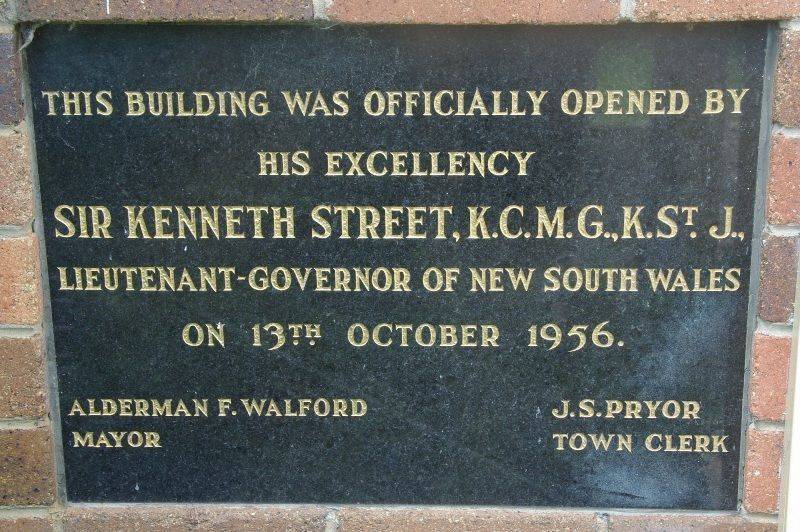 THIS BUILDING WAS OFFICIALLY OPENED BY
HIS EXCELLENCY
SIR KENNETH STREET, K.C.M.G., K.ST. J.,
LIEUTENANT-GOVERNOR OF NEW SOUTH WALES
ON 13TH. OCTOBER 1956.
ALDERMAN F. WALFORD
MAYOR
J.S.PRYOR
TOWN CLERK